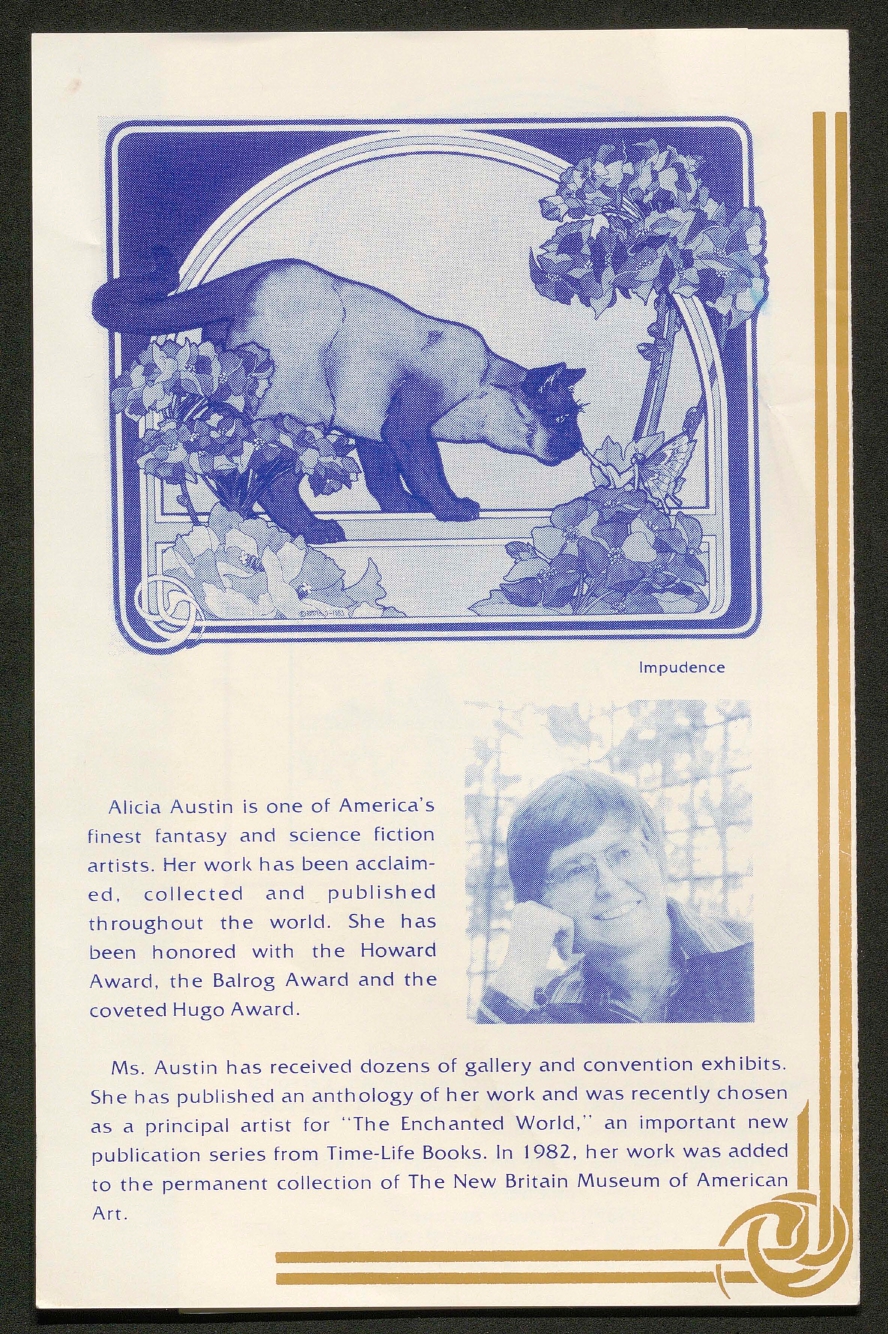 Impudence
Alicia Austin is one of America's
finest fantasy and science fiction
artists. Her work has been acclaim-
ed, collected and published
throughout the world. She has
been honored with the Howard
Award, the Balrog Award and the
coveted Hugo Award.
Ms. Austin has received dozens of gallery and convention exhibits.
She has published an anthology of her work and was recently chosen
as a principal artist for "The Enchanted World," an important new
publication series from Time-Life Books. In 1982, her work was added
to the permanent collection of The New Britain Museum of American
Art.